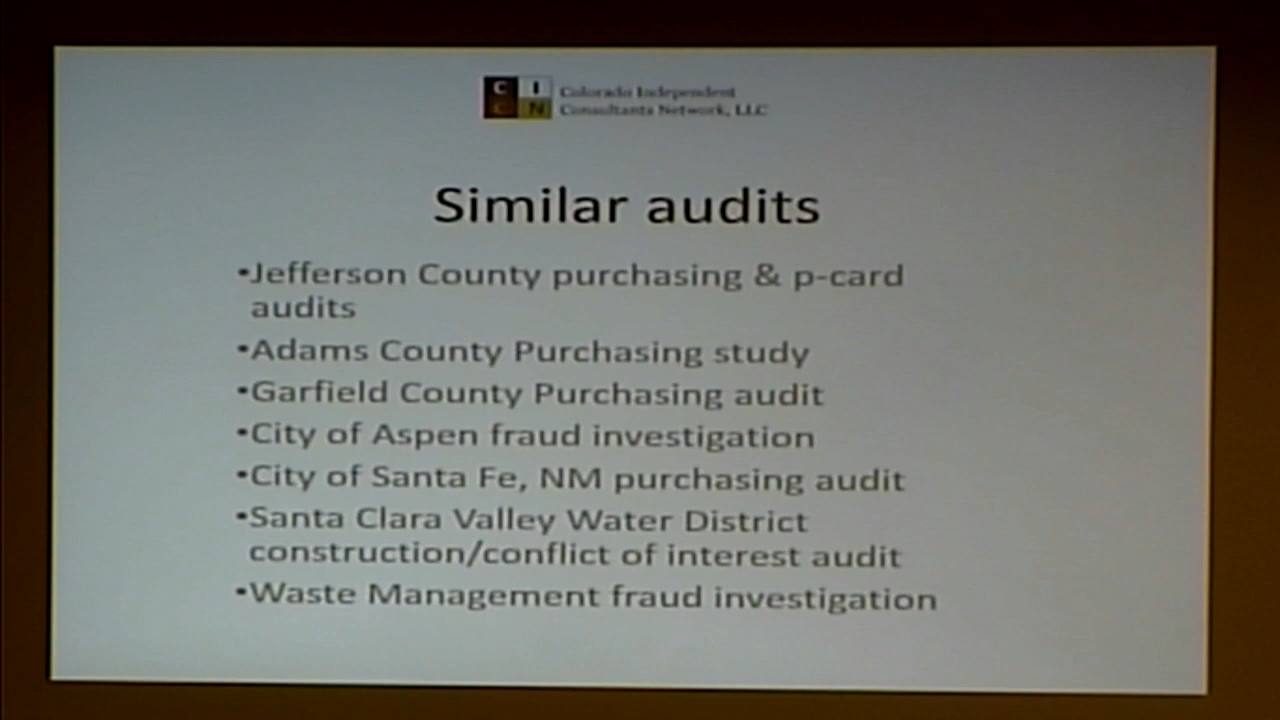 C I
C N
Colorado Independent
Consultants Network, LLC
Similar audits
•Jefferson County purchasing & p-card
audits
•Adams County Purchasing study
•Garfield County Purchasing audit
•City of Aspen fraud investigation
•City of Santa Fe, NM purchasing audit
•Santa Clara Valley Water District
construction/conflict of interest audit
•Waste Management fraud investigation